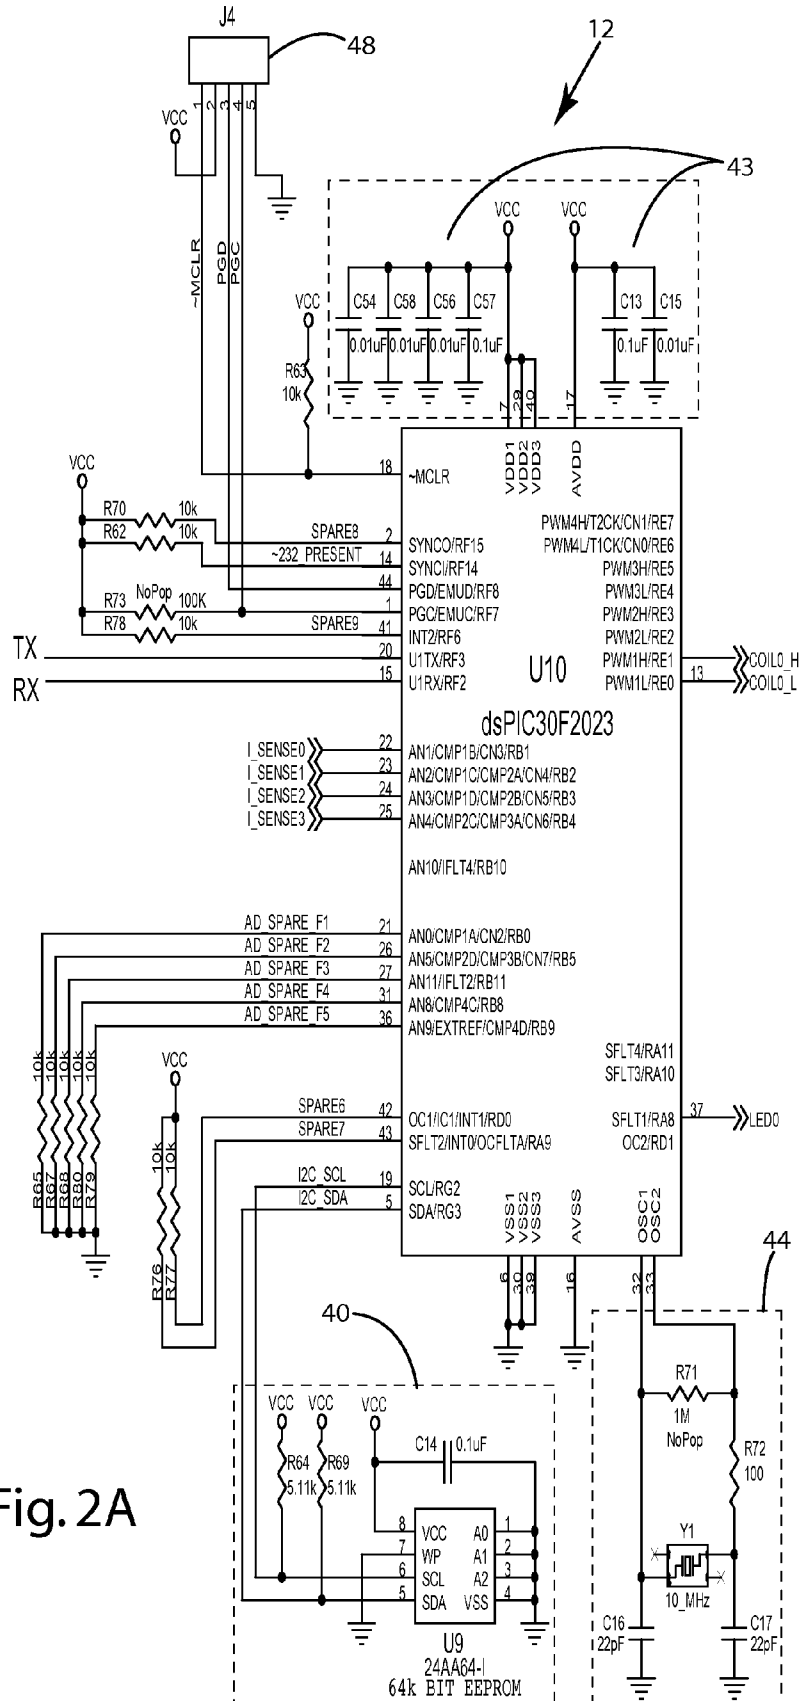 J4
48
12
43
1
2
3
4
5
VCC
~MCLR
PGD
PGC
VCC
VCC
C54
C58
C56
C57
C13
C15
0.01uF
0.01uF
0.01uF
0.1uF
0.1uF
0.01uF
VCC
R63
10k
7
29
40
17
VDD1
VDD2
VDD3
AVDD
18
~MCLR
VCC
R70
10k
R62
10k
SPARE8
2
SYNCO/RF15
~232_PRESENT
14
SYNCI/RF14
44
PGD/EMUD/RF8
NoPop
R73
100K
1
PGC/EMUC/RF7
R78
10k
SPARE9
41
INT2/RF6
TX
20
U1TX/RF3
RX
15
U1RX/RF2
PWM4H/T2CK/CN1/RE7
PWM4L/T1CK/CN0/RE6
PWM3H/RE5
PWM3L/RE4
PWM2H/RE3
PWM2L/RE2
PWM1H/RE1
COIL0_H
PWM1L/RE0
13
COIL0_L
U10
dsPIC30F2023
I_SENSE0
22
AN1/CMP1B/CN3/RB1
I_SENSE1
23
AN2/CMP1C/CMP2A/CN4/RB2
I_SENSE2
24
AN3/CMP1D/CMP2B/CN5/RB3
I_SENSE3
25
AN4/CMP2C/CMP3A/CN6/RB4
AN10/IFLT4/RB10
AD_SPARE_F1
21
AN0/CMP1A/CN2/RB0
AD_SPARE_F2
26
AN5/CMP2D/CMP3B/CN7/RB5
AD_SPARE_F3
27
AN11/IFLT2/RB11
AD_SPARE_F4
31
AN8/CMP4C/RB8
AD_SPARE_F5
36
AN9/EXTREF/CMP4D/RB9
SFLT4/RA11
SFLT3/RA10
10k
10k
10k
10k
10k
R65
R67
R68
R80
R79
VCC
10k
10k
R76
R77
SPARE6
42
OC1/IC1/INT1/RD0
SPARE7
43
SFLT2/INT0/OCFLTA/RA9
SFLT1/RA8
37
LED0
OC2/RD1
I2C_SCL
19
SCL/RG2
I2C_SDA
5
SDA/RG3
VSS1
VSS2
VSS3
AVSS
OSC1
OSC2
6
30
39
16
32
33
44
40
VCC
VCC
VCC
R64
5.11k
R69
5.11k
C14
0.1uF
8
VCC
A0
1
7
WP
A1
2
6
SCL
A2
3
5
SDA
VSS
4
U9
24AA64-I
64k BIT EEPROM
R71
1M
NoPop
R72
100
Y1
10_MHz
C16
22pF
C17
22pF
Fig. 2A